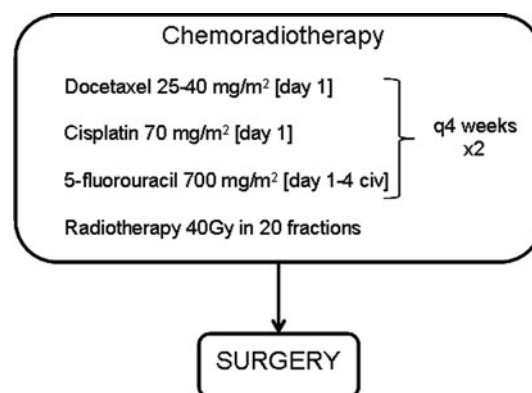 Chemoradiotherapy
Docetaxel 25-40 mg/m² [day 1]
Cisplatin 70 mg/m² [day 1]
q4 weeks
x2
5-fluorouracil 700 mg/m² [day 1-4 civ]
Radiotherapy 40Gy in 20 fractions
SURGERY